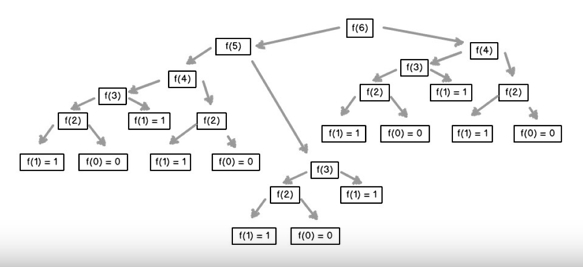 f(6)
f(5)
f(4)
f(4)
f(3)
f(3)
f(2)
f(1) = 1
f(2)
f(2)
f(1) = 1
f(2)
f(1) = 1
f(0) = 0
f(1) = 1
f(0) = 0
f(1) = 1
f(0) = 0
f(1) = 1
f(0) = 0
f(3)
f(2)
f(1) = 1
f(1) = 1
f(0) = 0